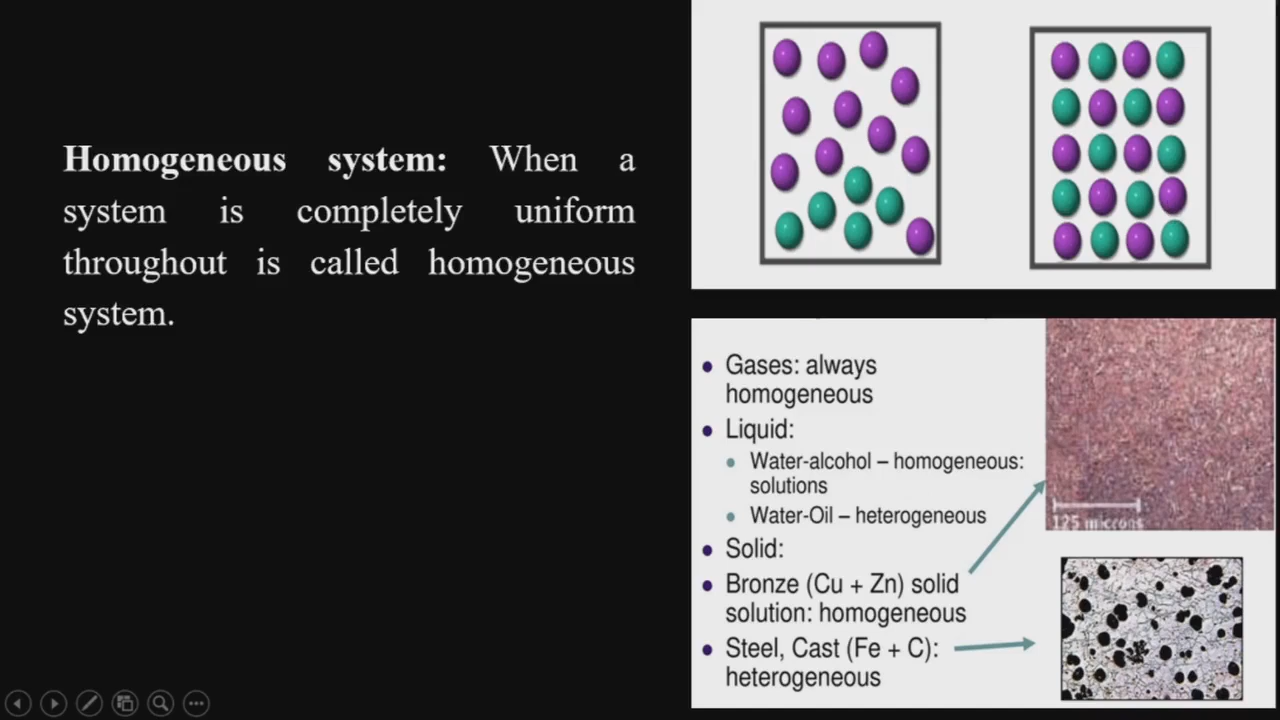 Homogeneous system: When a
system is completely uniform
throughout is called homogeneous
system.
• Gases: always
homogeneous
• Liquid:
• Water-alcohol – homogeneous:
solutions
• Water-Oil – heterogeneous
• Solid:
• Bronze (Cu + Zn) solid
solution: homogeneous
• Steel, Cast (Fe + C):
heterogeneous
125 microns